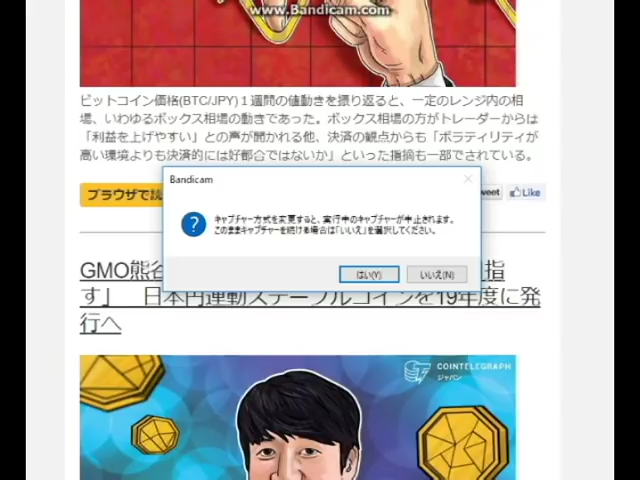 www.Bandicam.com
ビットコイン価格(BTC/JPY)１週間の値動きを振り返ると、一定のレンジ内の相
場、いわゆるボックス相場の動きであった。ボックス相場の方がトレーダーからは
「利益を上げやすい」との声が聞かれる他、決済の観点からも「ボラティリティが
高い環境よりも決済的には好都合ではないか」といった指摘も一部でされている。
Bandicam
ブラウザで読
weet
Like
キャプチャー方式を変更すると、実行中のキャプチャーが中止されます。
このままキャプチャーを続ける場合は「いいえ」を選択してください。
はい(Y)
いいえ(N)
GMO熊谷
指
す」　日本円連動ステーブルコインを19年度に発
行へ
COINTELEGRAPH
ジャパン